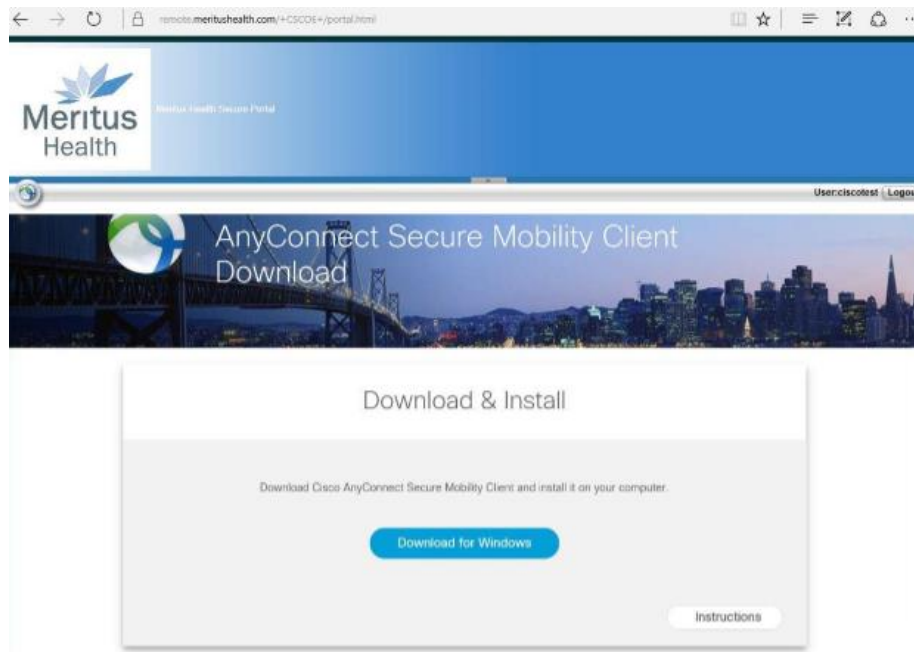 remote.meritushealth.com/+CSCOE+/portal.html
Meritus
Health
Meritus Health Secure Portal
User:ciscotest Logou
AnyConnect Secure Mobility Client
Download
Download & Install
Download Cisco AnyConnect Secure Mobility Client and install it on your computer.
Download for Windows
Instructions